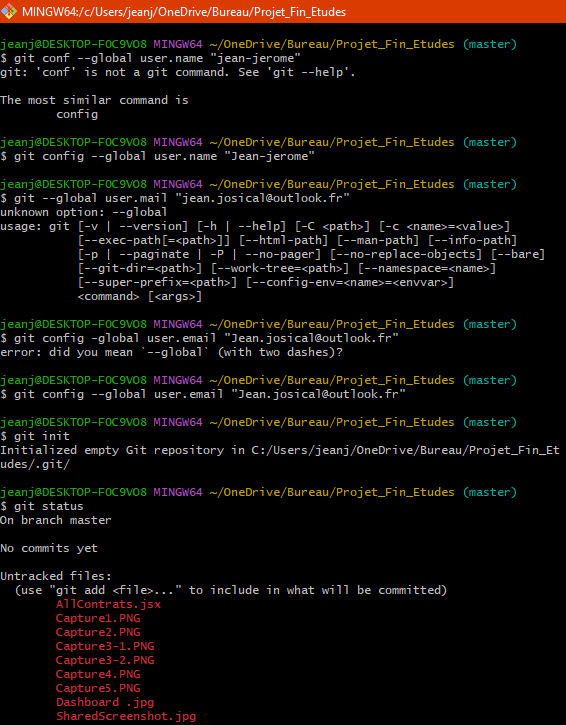 MINGW64:/c/Users/jeanj/OneDrive/Bureau/Projet_Fin_Etudes
jeanj@DESKTOP-FOC9VO8 MINGW64 ~/OneDrive/Bureau/Projet_Fin_Etudes (master)
$ git conf --global user.name "jean-jerome"
git: 'conf' is not a git command. See 'git --help'.
The most similar command is
config
jeanj@DESKTOP-FOC9VO8 MINGW64 ~/OneDrive/Bureau/Projet_Fin_Etudes (master)
$ git config --global user.name "Jean-jerome"
jeanj@DESKTOP-FOC9VO8 MINGW64 ~/OneDrive/Bureau/Projet_Fin_Etudes (master)
$ git --global user.mail "jean.josical@outlook.fr"
unknown option: --global
usage: git [-v | --version] [-h | --help] [-C <path>] [-c <name>=<value>]
[--exec-path[=<path>]] [--html-path] [--man-path] [--info-path]
[-p | --paginate | -P | --no-pager] [--no-replace-objects] [--bare]
[--git-dir=<path>] [--work-tree=<path>] [--namespace=<name>]
[--super-prefix=<path>] [--config-env=<name>=<envvar>]
<command> [<args>]
jeanj@DESKTOP-FOC9VO8 MINGW64 ~/OneDrive/Bureau/Projet_Fin_Etudes (master)
$ git config -global user.email "Jean.josical@outlook.fr"
error: did you mean `--global` (with two dashes)?
jeanj@DESKTOP-FOC9VO8 MINGW64 ~/OneDrive/Bureau/Projet_Fin_Etudes (master)
$ git config --global user.email "Jean.josical@outlook.fr"
jeanj@DESKTOP-FOC9VO8 MINGW64 ~/OneDrive/Bureau/Projet_Fin_Etudes (master)
$ git init
Initialized empty Git repository in C:/Users/jeanj/OneDrive/Bureau/Projet_Fin_Et
udes/.git/
jeanj@DESKTOP-FOC9VO8 MINGW64 ~/OneDrive/Bureau/Projet_Fin_Etudes (master)
$ git status
On branch master
No commits yet
Untracked files:
(use "git add <file>..." to include in what will be committed)
AllContrats.jsx
Capture1.PNG
Capture2.PNG
Capture3-1.PNG
Capture3-2.PNG
Capture4.PNG
Capture5.PNG
Dashboard .jpg
SharedScreenshot.jpg